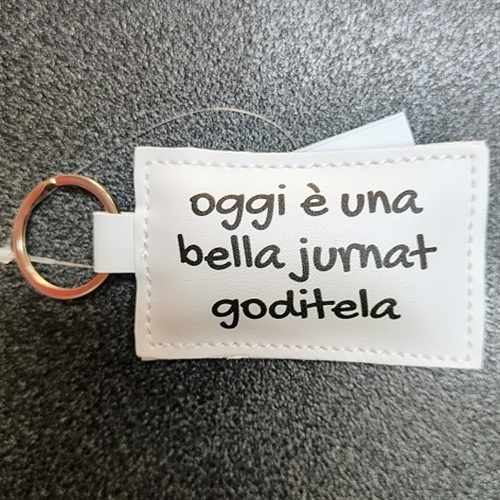 oggi è una
bella jurnat
goditela